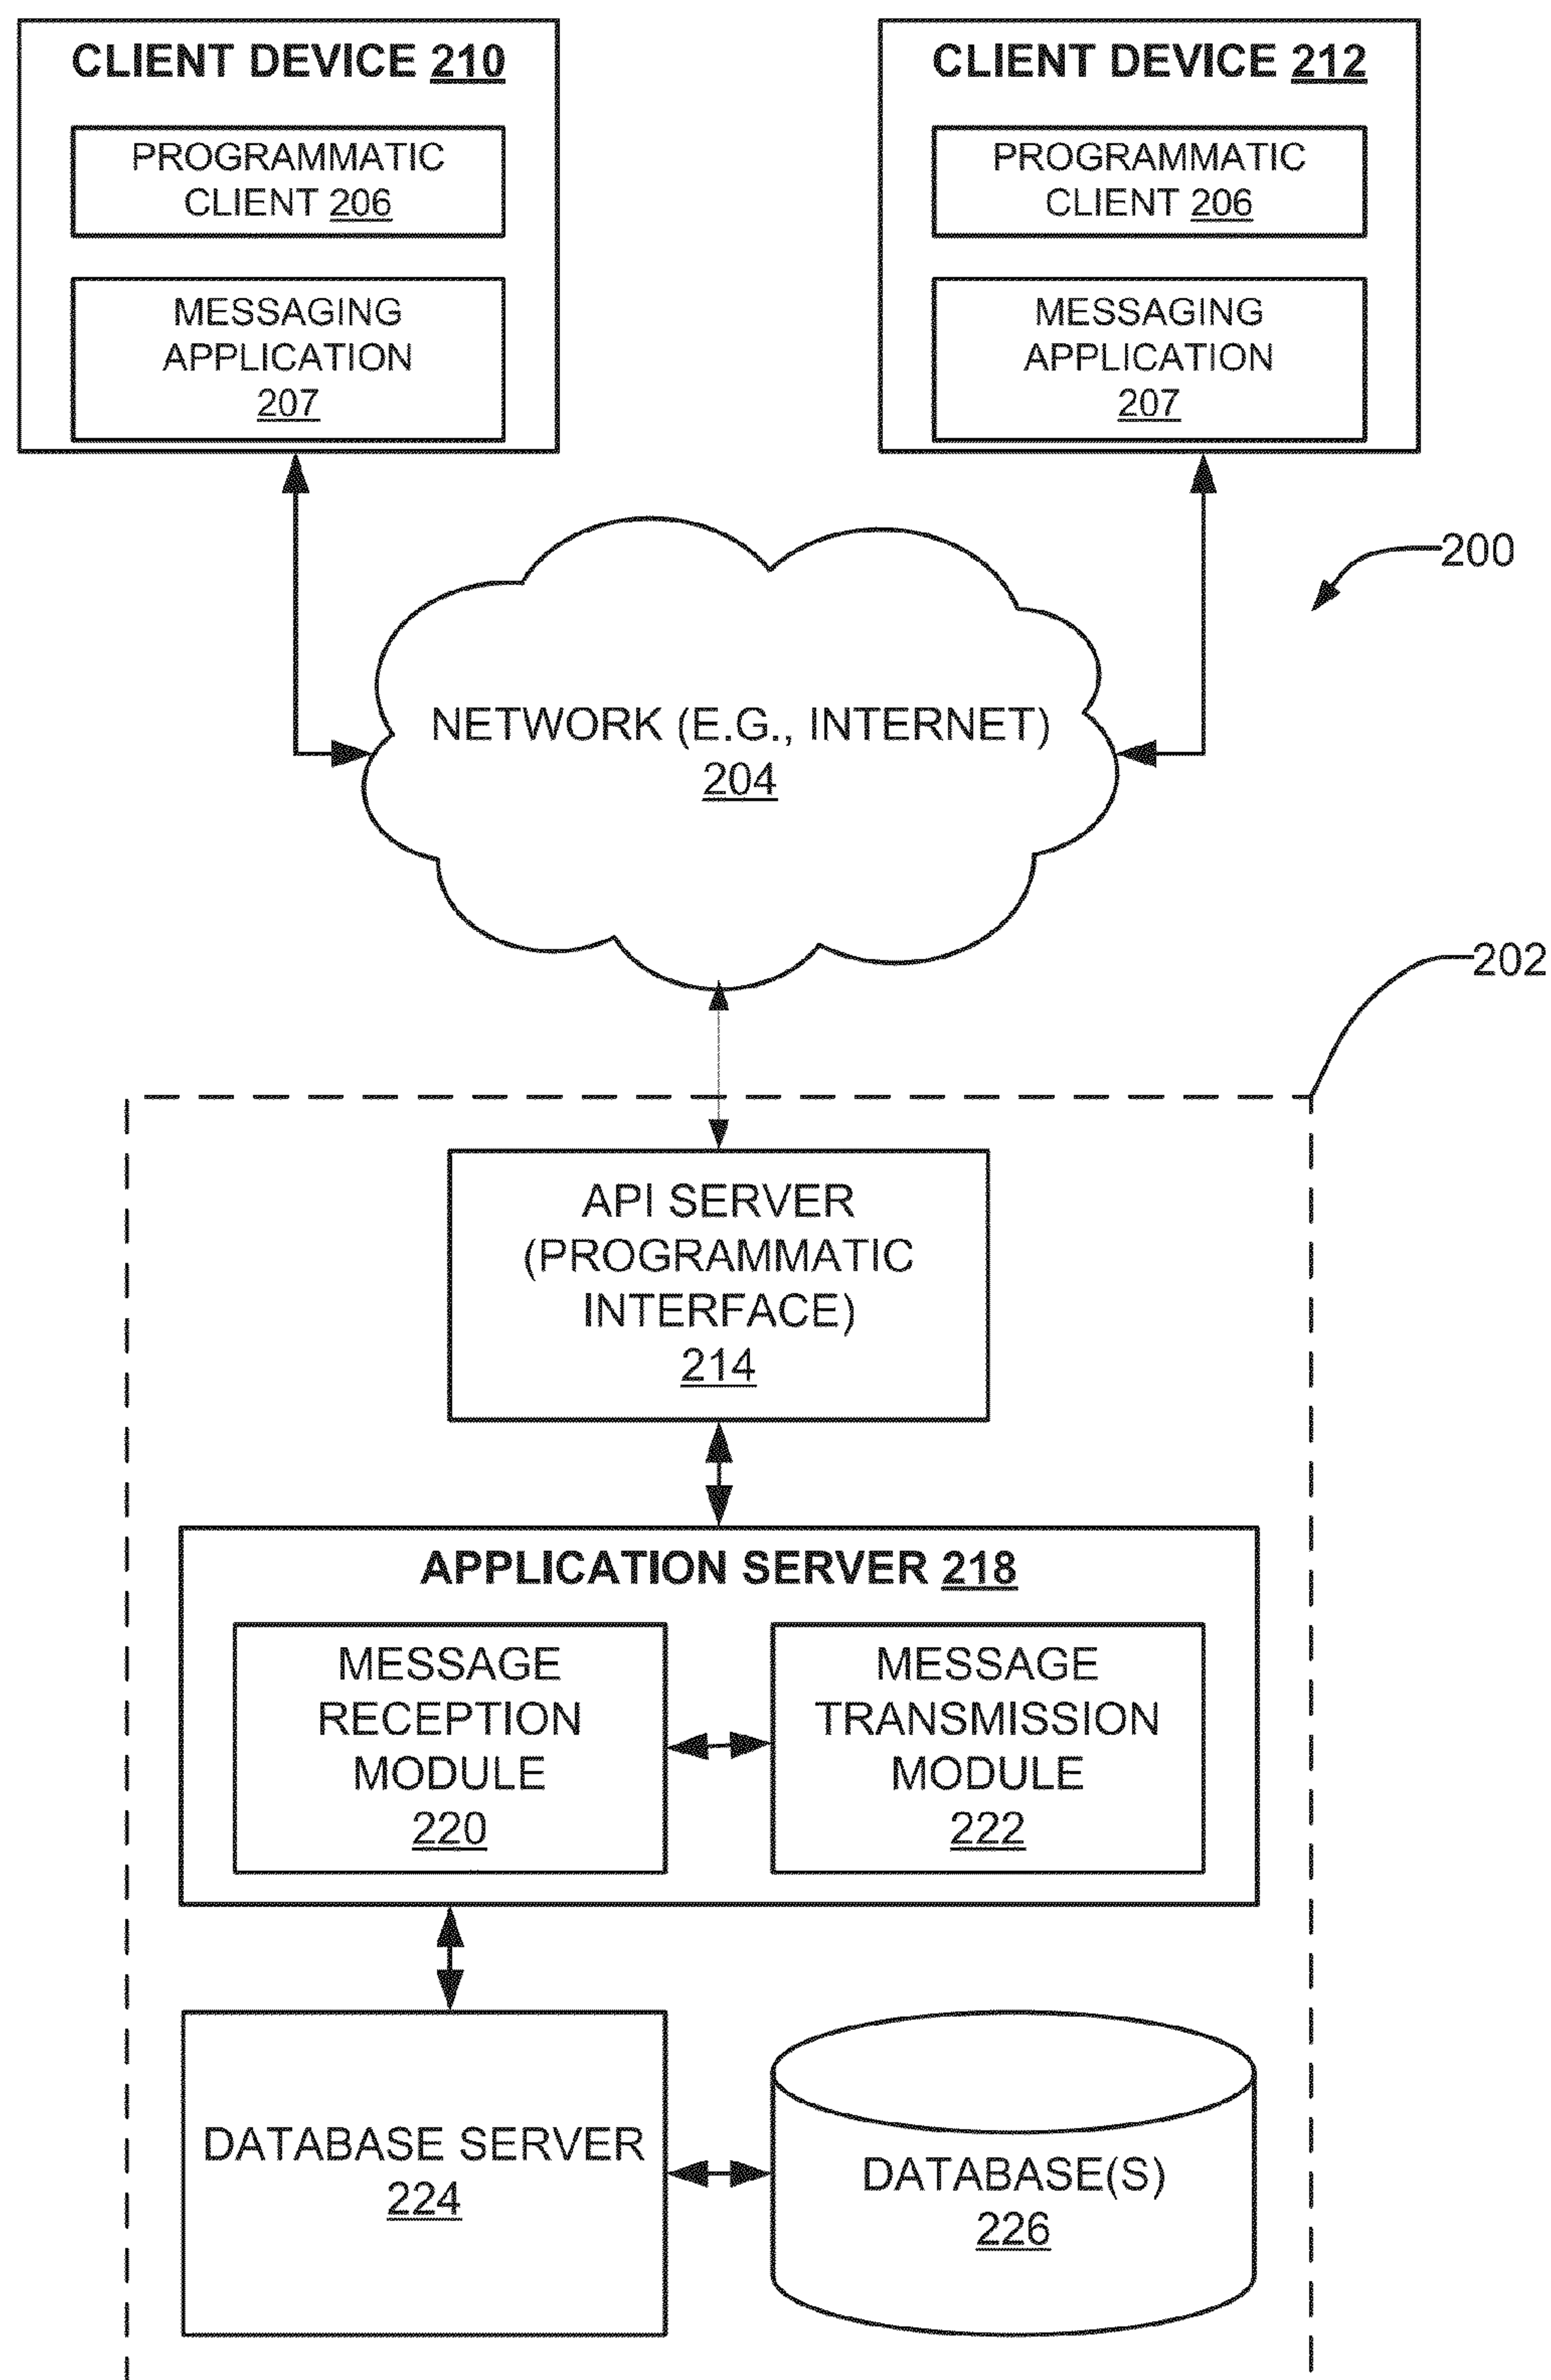 CLIENT DEVICE 210
PROGRAMMATIC
CLIENT 206
MESSAGING
APPLICATION
207
CLIENT DEVICE 212
PROGRAMMATIC
CLIENT 206
MESSAGING
APPLICATION
207
200
NETWORK (E.G., INTERNET)
204
202
API SERVER
(PROGRAMMATIC
INTERFACE)
214
APPLICATION SERVER 218
MESSAGE
RECEPTION
MODULE
220
MESSAGE
TRANSMISSION
MODULE
222
DATABASE SERVER
224
DATABASE(S)
226